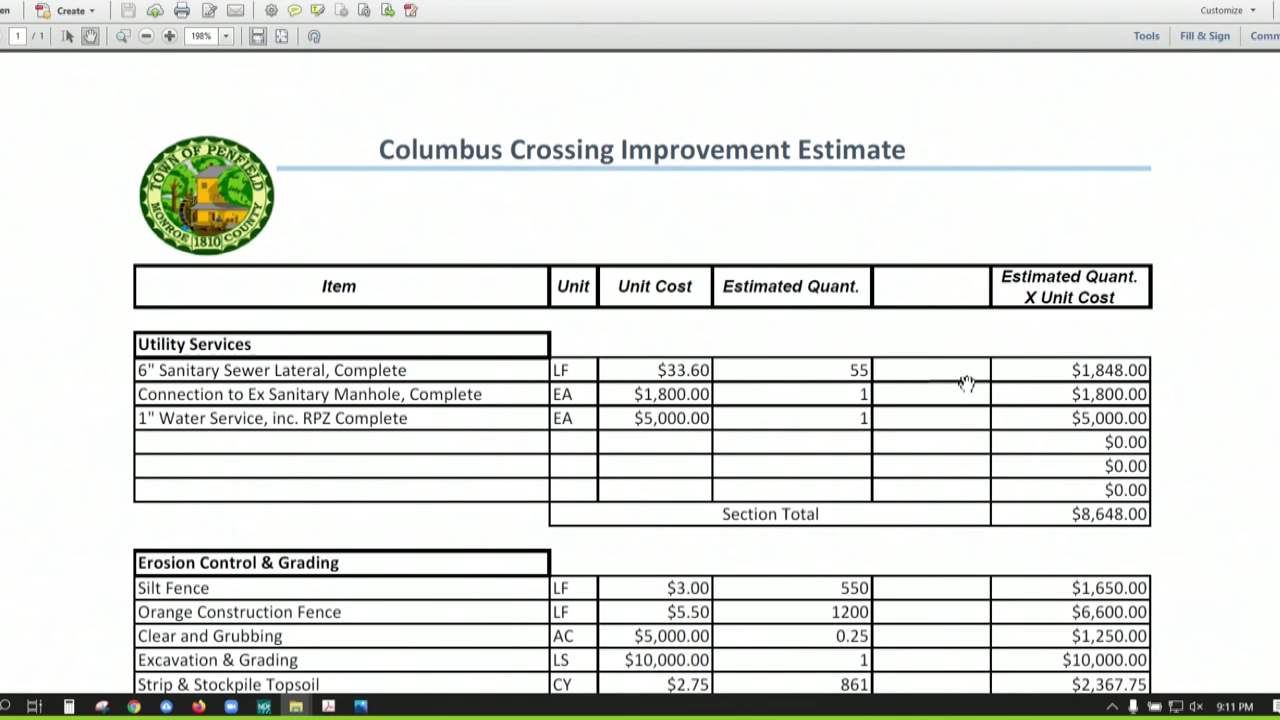 en Create Customize
1 / 1 198% Tools Fill & Sign Comm
Columbus Crossing Improvement Estimate
TOWN OF PENFIELD
MONROE 1810 COUNTY
Item Unit Unit Cost Estimated Quant. Estimated Quant.
X Unit Cost
Utility Services
6" Sanitary Sewer Lateral, Complete LF $33.60 55 $1,848.00
Connection to Ex Sanitary Manhole, Complete EA $1,800.00 1 $1,800.00
1" Water Service, inc. RPZ Complete EA $5,000.00 1 $5,000.00
$0.00
$0.00
$0.00
Section Total $8,648.00
Erosion Control & Grading
Silt Fence LF $3.00 550 $1,650.00
Orange Construction Fence LF $5.50 1200 $6,600.00
Clear and Grubbing AC $5,000.00 0.25 $1,250.00
Excavation & Grading LS $10,000.00 1 $10,000.00
Strip & Stockpile Topsoil CY $2.75 861 $2,367.75
9:11 PM